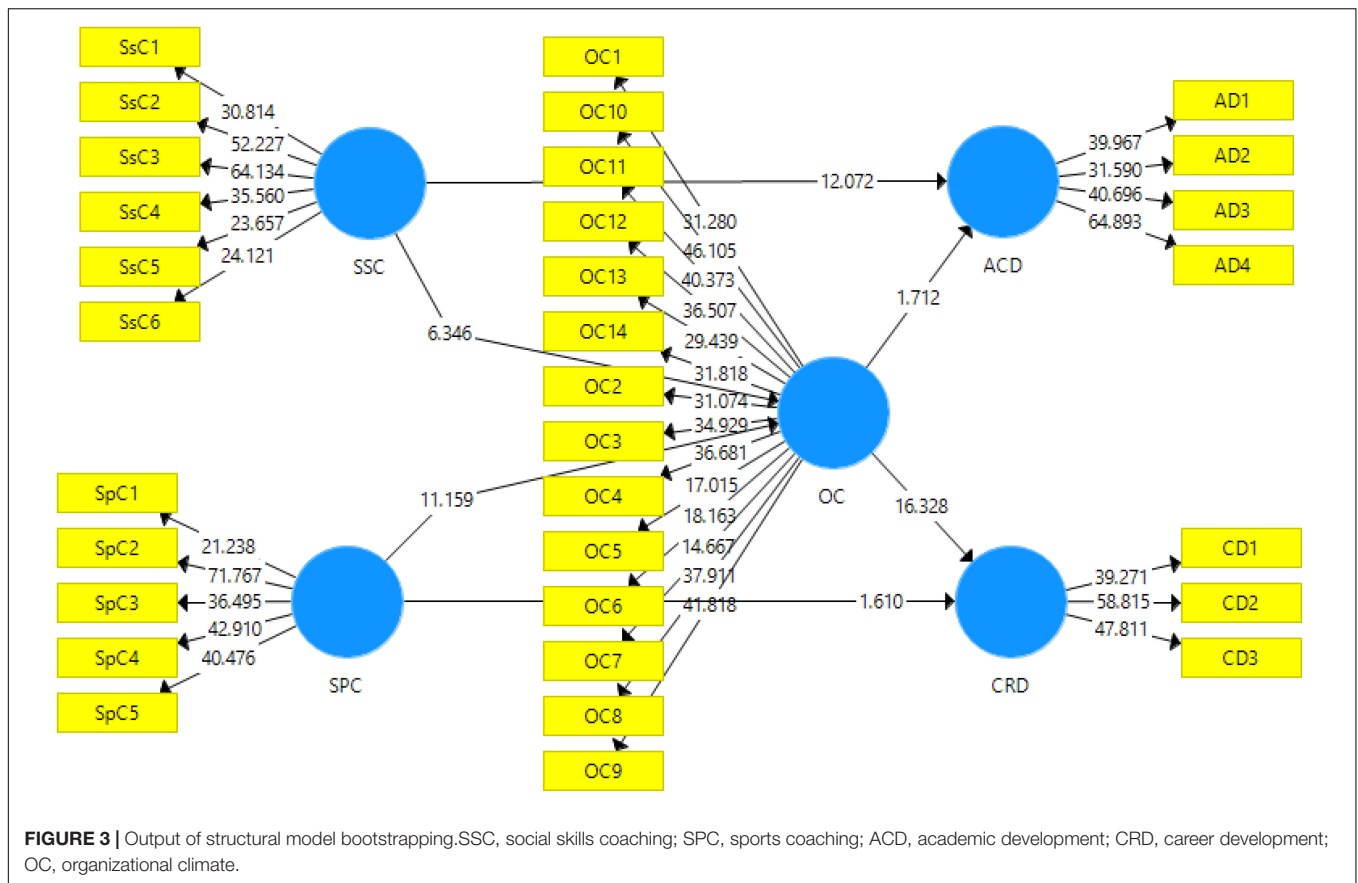 SsC1
SsC2
SsC3
SsC4
SsC5
SsC6
30.814
52.227
64.134
35.560
23.657
24.121
SSC
SpC1
SpC2
SpC3
SpC4
SpC5
21.238
71.767
36.495
42.910
40.476
SPC
6.346
11.159
OC1
OC10
OC11
OC12
OC13
OC14
OC2
OC3
OC4
OC5
OC6
OC7
OC8
OC9
31.280
46.105
40.373
36.507
29.439
31.818
31.074
34.929
36.681
17.015
18.163
14.667
37.911
41.818
OC
12.072
1.712
16.328
1.610
ACD
39.967
31.590
40.696
64.893
AD1
AD2
AD3
AD4
CRD
39.271
58.815
47.811
CD1
CD2
CD3
FIGURE 3 | Output of structural model bootstrapping.SSC, social skills coaching; SPC, sports coaching; ACD, academic development; CRD, career development;
OC, organizational climate.